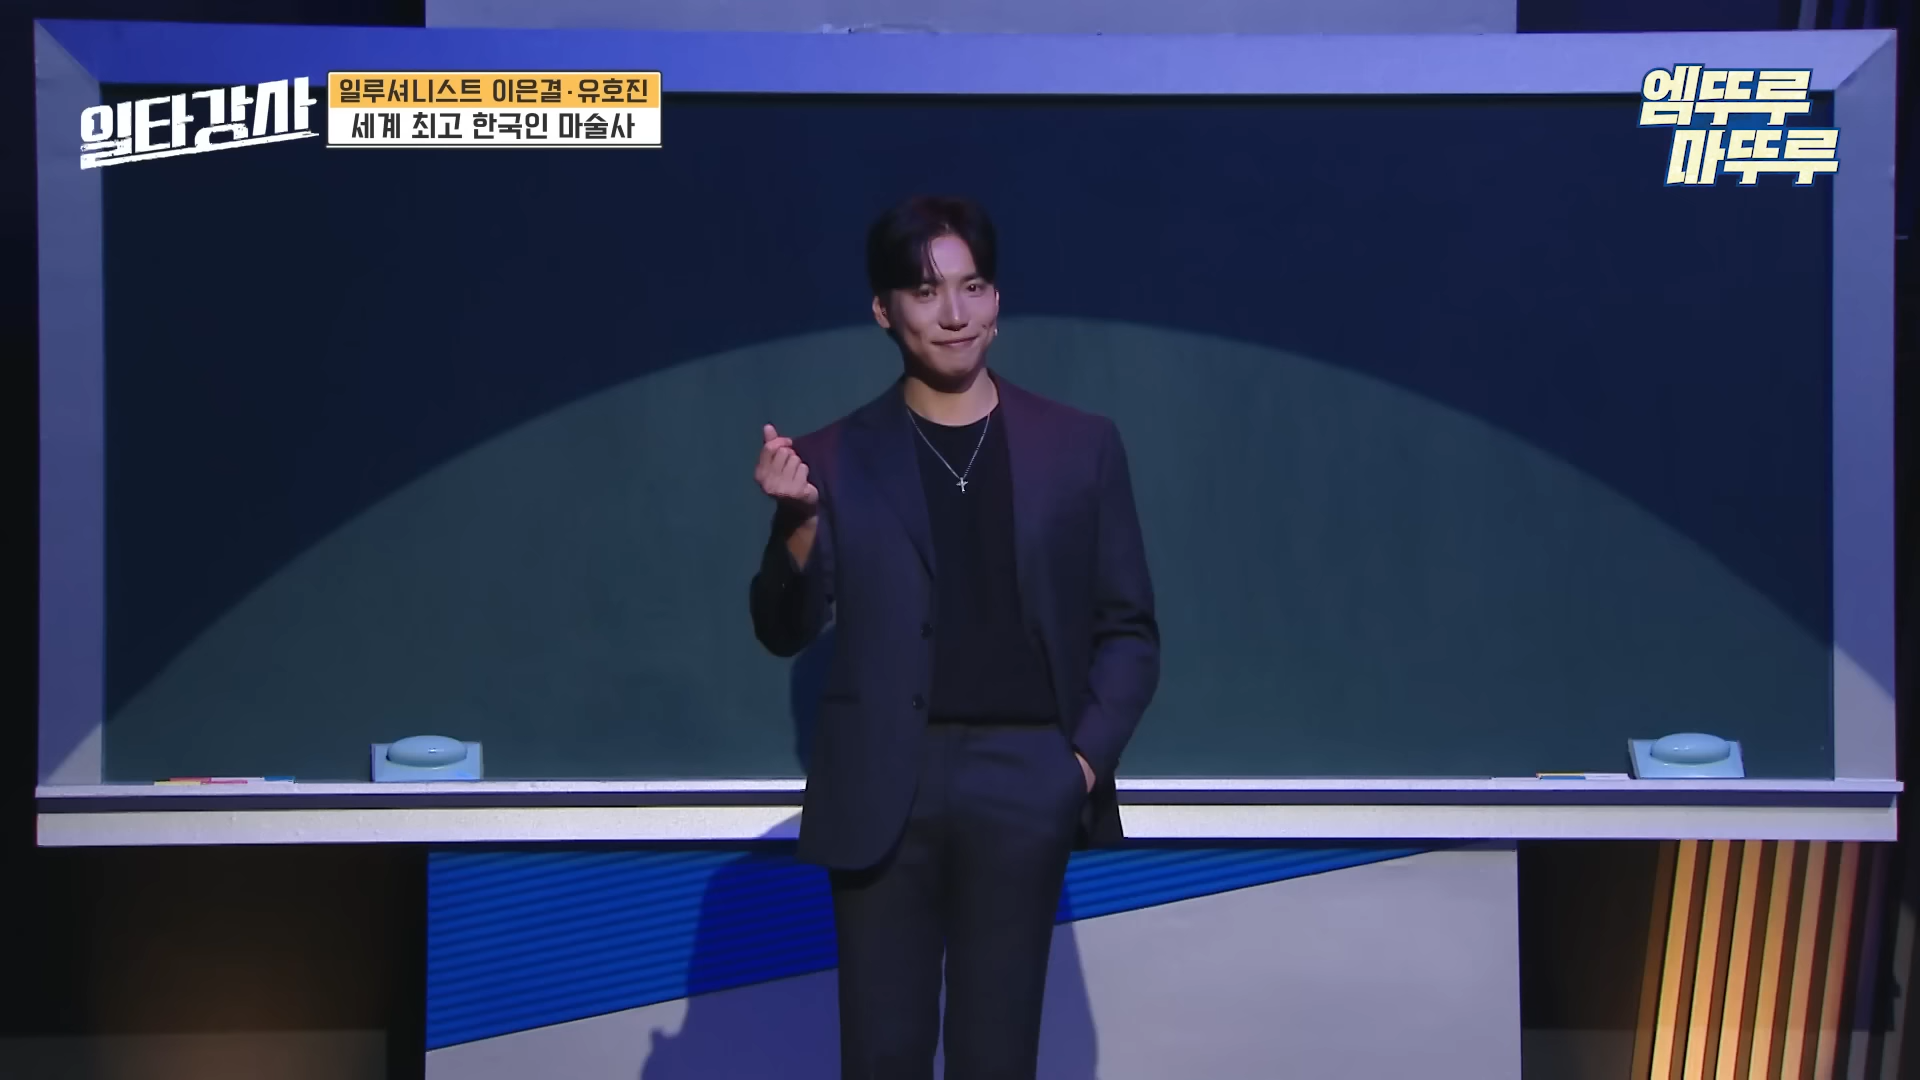 일타강사
일루셔니스트 이은결·유호진
세계 최고 한국인 마술사
엠뚜루
마뚜루